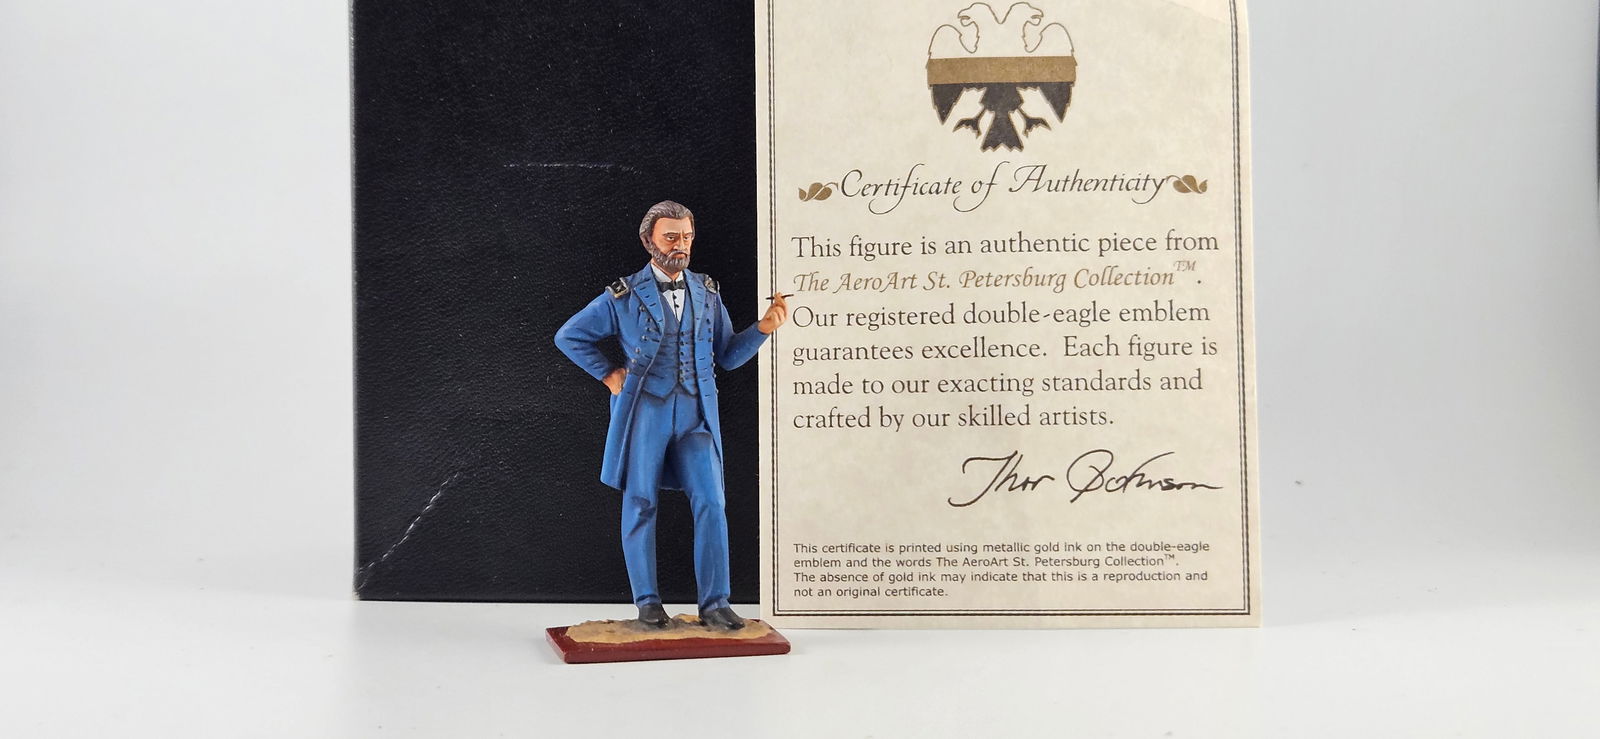 Certificate of Authenticity
This figure is an authentic piece from
The AeroArt St. Petersburg Collection™.
Our registered double-eagle emblem
guarantees excellence. Each figure is
made to our exacting standards and
crafted by our skilled artists.
Thor Johnson
This certificate is printed using metallic gold ink on the double-eagle
emblem and the words The AeroArt St. Petersburg Collection™.
The absence of gold ink may indicate that this is a reproduction and
not an original certificate.